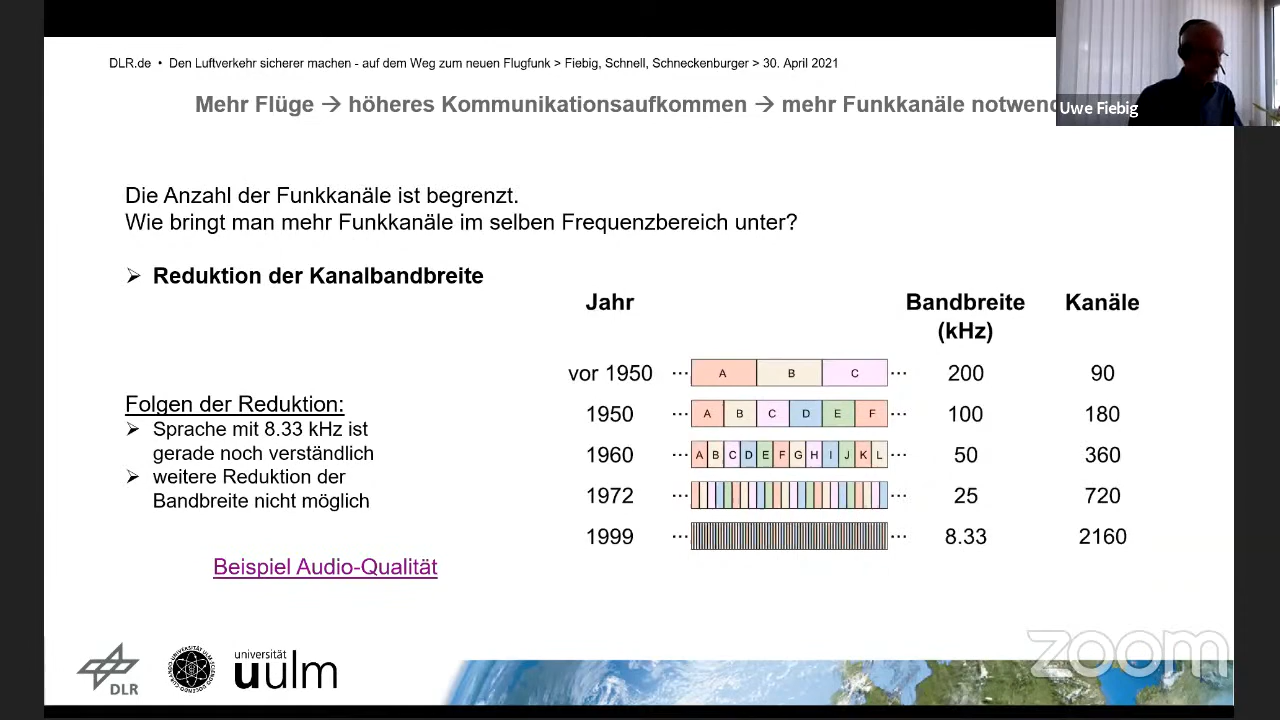 DLR.de • Den Luftverkehr sicherer machen - auf dem Weg zum neuen Flugfunk > Fiebig, Schnell, Schneckenburger > 30. April 2021
Mehr Flüge → höheres Kommunikationsaufkommen → mehr Funkkanäle notwend
Uwe Fiebig
Die Anzahl der Funkkanäle ist begrenzt.
Wie bringt man mehr Funkkanäle im selben Frequenzbereich unter?
➢ Reduktion der Kanalbandbreite
Jahr Bandbreite (kHz) Kanäle
vor 1950 ··· A B C ··· 200 90
1950 ··· A B C D E F ··· 100 180
1960 ··· A B C D E F G H I J K L ··· 50 360
1972 ··· ··· 25 720
1999 ··· ··· 8.33 2160
Folgen der Reduktion:
➢ Sprache mit 8.33 kHz ist
gerade noch verständlich
➢ weitere Reduktion der
Bandbreite nicht möglich
Beispiel Audio-Qualität
DLR
universität
uulm
zoom